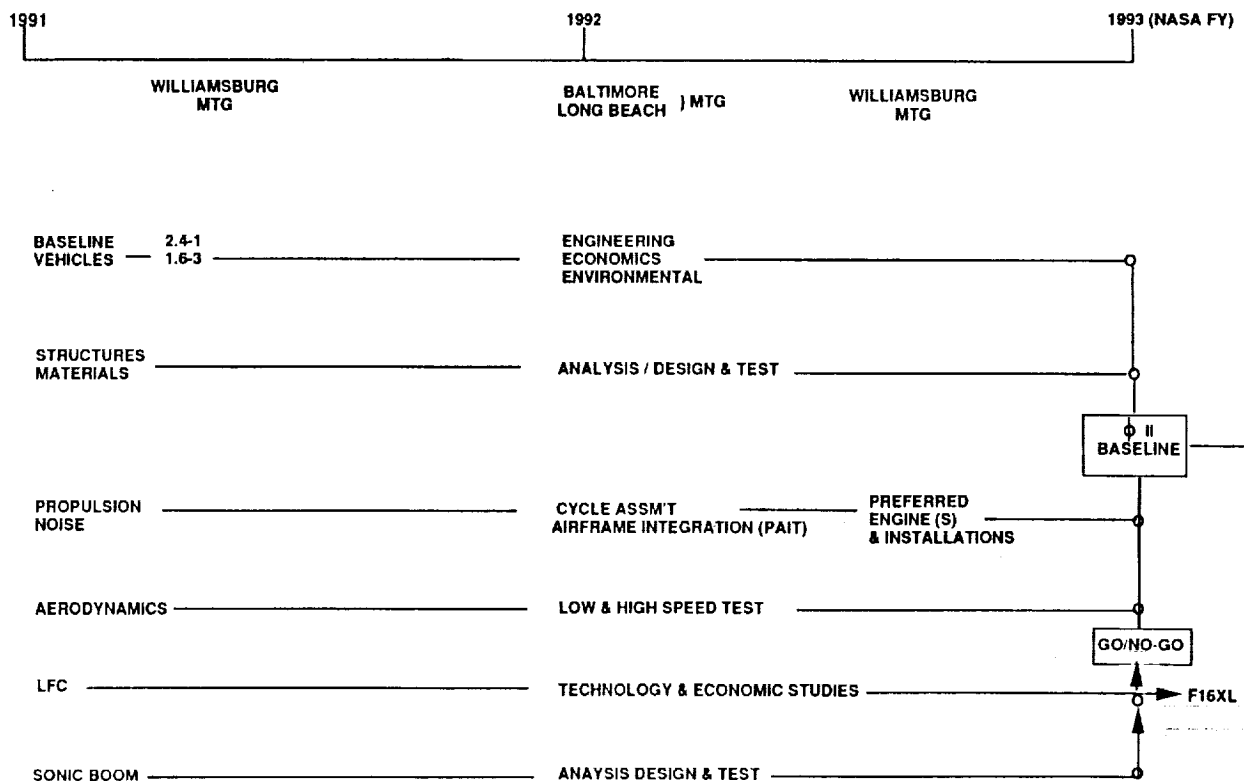 1991
1992
1993 (NASA FY)
WILLIAMSBURG
MTG
BALTIMORE
LONG BEACH } MTG
WILLIAMSBURG
MTG
BASELINE
VEHICLES
2.4-1
1.6-3
ENGINEERING
ECONOMICS
ENVIRONMENTAL
STRUCTURES
MATERIALS
ANALYSIS / DESIGN & TEST
II
BASELINE
PROPULSION
NOISE
CYCLE ASSM'T
AIRFRAME INTEGRATION (PAIT)
PREFERRED
ENGINE (S)
& INSTALLATIONS
AERODYNAMICS
LOW & HIGH SPEED TEST
GO/NO-GO
LFC
TECHNOLOGY & ECONOMIC STUDIES
F16XL
SONIC BOOM
ANAYSIS DESIGN & TEST